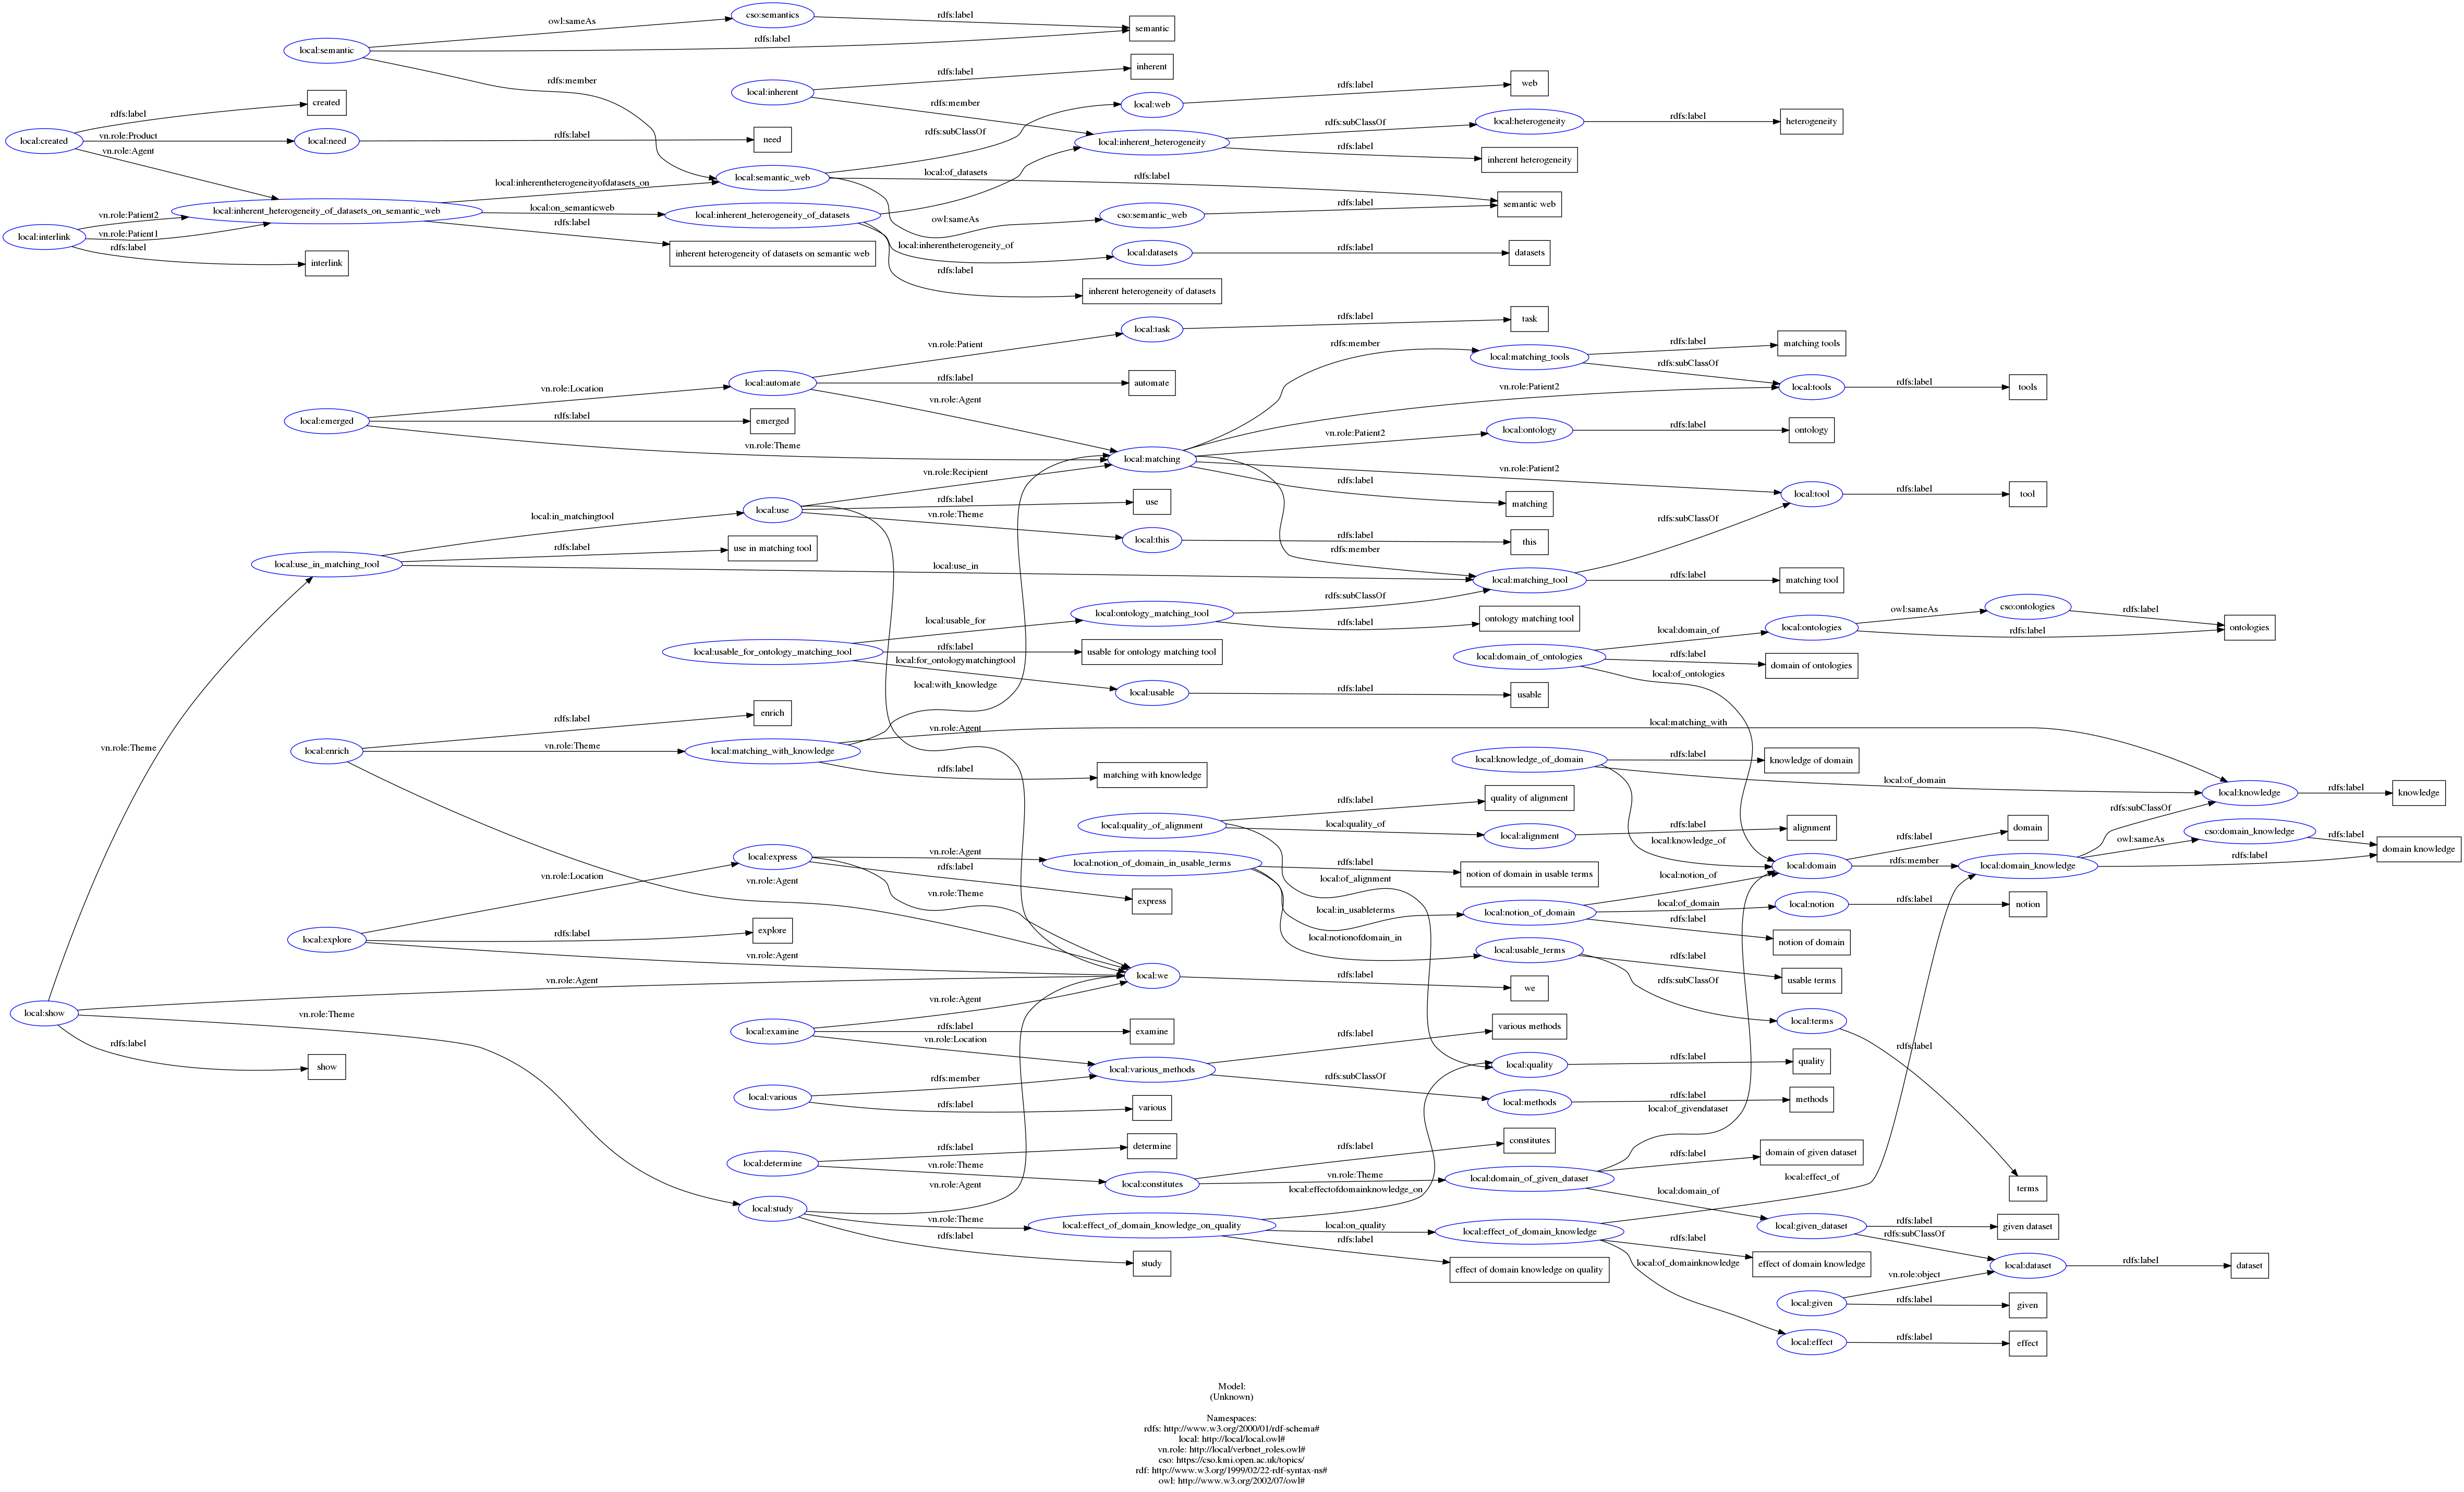 cso:semantics
owl:sameAs
rdfs:label
local:semantic
rdfs:label
semantic
rdfs:member
rdfs:label
inherent
local:inherent
rdfs:member
rdfs:label
web
local:web
rdfs:label
created
local:created
vn.role:Product
vn.role:Agent
local:need
rdfs:label
need
rdfs:subClassOf
rdfs:subClassOf
local:heterogeneity
rdfs:label
heterogeneity
local:inherent_heterogeneity
rdfs:label
inherent heterogeneity
local:inherentheterogeneityofdatasets_on
local:semantic_web
local:of_datasets
rdfs:label
semantic web
vn.role:Patient2
local:inherent_heterogeneity_of_datasets_on_semantic_web
local:on_semanticweb
local:inherent_heterogeneity_of_datasets
owl:sameAs
cso:semantic_web
rdfs:label
local:interlink
vn.role:Patient1
rdfs:label
rdfs:label
interlink
inherent heterogeneity of datasets on semantic web
local:inherentheterogeneity_of
local:datasets
rdfs:label
datasets
rdfs:label
inherent heterogeneity of datasets
local:task
rdfs:label
task
vn.role:Patient
rdfs:member
local:matching_tools
rdfs:label
matching tools
rdfs:subClassOf
vn.role:Location
local:automate
rdfs:label
automate
vn.role:Agent
vn.role:Patient2
local:tools
rdfs:label
tools
local:emerged
rdfs:label
emerged
vn.role:Theme
vn.role:Patient2
local:ontology
rdfs:label
ontology
local:matching
vn.role:Recipient
vn.role:Patient2
rdfs:label
local:tool
rdfs:label
tool
local:in_matchingtool
local:use
rdfs:label
use
matching
vn.role:Theme
local:this
rdfs:label
this
rdfs:subClassOf
rdfs:label
use in matching tool
local:use_in_matching_tool
local:use_in
rdfs:member
local:matching_tool
rdfs:label
matching tool
local:usable_for
local:ontology_matching_tool
rdfs:subClassOf
rdfs:label
ontology matching tool
local:usable_for_ontology_matching_tool
rdfs:label
usable for ontology matching tool
local:for_ontologymatchingtool
local:usable
rdfs:label
usable
local:domain_of
local:ontologies
owl:sameAs
cso:ontologies
rdfs:label
ontologies
rdfs:label
local:domain_of_ontologies
rdfs:label
domain of ontologies
local:of_ontologies
local:with_knowledge
rdfs:label
enrich
local:enrich
vn.role:Theme
local:matching_with_knowledge
vn.role:Agent
local:matching_with
vn.role:Theme
rdfs:label
matching with knowledge
local:knowledge_of_domain
rdfs:label
knowledge of domain
local:of_domain
local:knowledge
rdfs:label
knowledge
rdfs:label
quality of alignment
local:quality_of_alignment
local:quality_of
local:alignment
rdfs:label
alignment
local:knowledge_of
rdfs:label
domain
rdfs:subClassOf
owl:sameAs
cso:domain_knowledge
rdfs:label
domain knowledge
rdfs:label
local:domain
rdfs:member
local:domain_knowledge
local:express
vn.role:Agent
rdfs:label
local:notion_of_domain_in_usable_terms
rdfs:label
notion of domain in usable terms
vn.role:Location
vn.role:Agent
vn.role:Theme
express
local:of_alignment
local:notion_of
local:in_usableterms
local:notion_of_domain
local:of_domain
local:notion
rdfs:label
notion
rdfs:label
notion of domain
local:explore
rdfs:label
explore
vn.role:Agent
local:notionofdomain_in
local:usable_terms
rdfs:label
usable terms
rdfs:subClassOf
local:show
vn.role:Agent
vn.role:Theme
rdfs:label
show
local:we
rdfs:label
we
vn.role:Agent
local:examine
rdfs:label
examine
vn.role:Location
local:terms
rdfs:label
rdfs:label
various methods
local:various_methods
rdfs:subClassOf
local:quality
rdfs:label
quality
local:various
rdfs:member
rdfs:label
various
local:methods
rdfs:label
methods
local:of_givendataset
rdfs:label
determine
local:determine
vn.role:Theme
local:constitutes
rdfs:label
constitutes
vn.role:Theme
local:domain_of_given_dataset
rdfs:label
domain of given dataset
vn.role:Agent
local:effectofdomainknowledge_on
local:domain_of
local:effect_of
terms
local:study
vn.role:Theme
rdfs:label
study
local:effect_of_domain_knowledge_on_quality
local:on_quality
rdfs:label
effect of domain knowledge on quality
local:effect_of_domain_knowledge
rdfs:label
effect of domain knowledge
local:of_domainknowledge
local:given_dataset
rdfs:label
given dataset
rdfs:subClassOf
local:dataset
rdfs:label
dataset
vn.role:object
local:given
rdfs:label
given
local:effect
rdfs:label
effect
Model:
(Unknown)
Namespaces:
rdfs: http://www.w3.org/2000/01/rdf-schema#
local: http://local/local.owl#
vn.role: http://local/verbnet_roles.owl#
cso: https://cso.kmi.open.ac.uk/topics/
rdf: http://www.w3.org/1999/02/22-rdf-syntax-ns#
owl: http://www.w3.org/2002/07/owl#